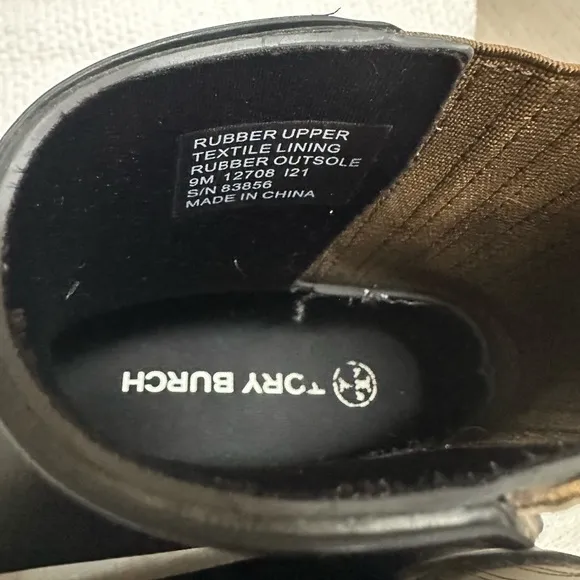 RUBBER UPPER
TEXTILE LINING
RUBBER OUTSOLE
9M 12708 I21
S/N 83856
MADE IN CHINA
TORY BURCH